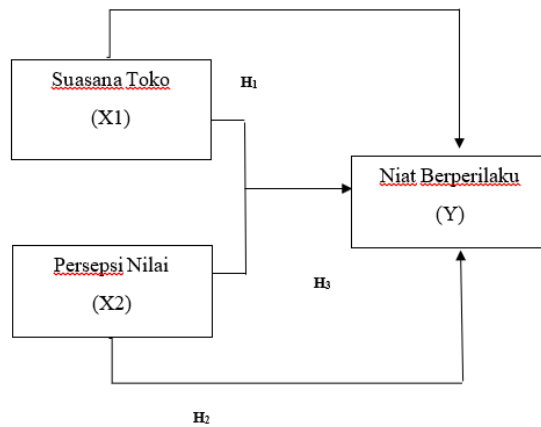 Suasana Toko
(X1)
H₁
Niat Berperilaku
(Y)
Persepsi Nilai
(X2)
H₃
H₂